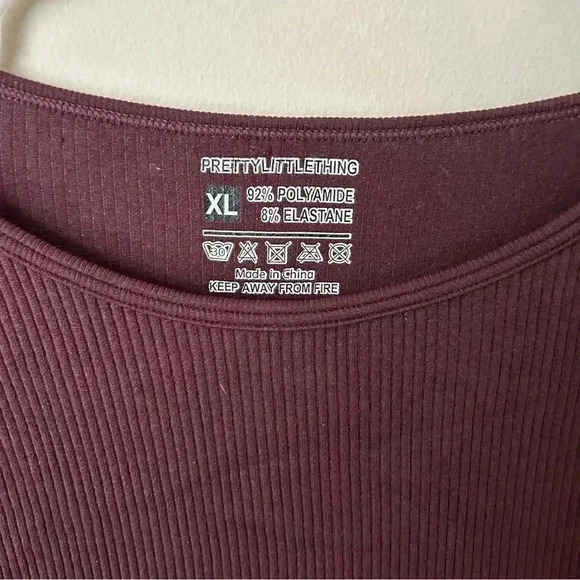 PRETTYLITTLETHING
XL 92% POLYAMIDE
8% ELASTANE
30
Made in China
KEEP AWAY FROM FIRE